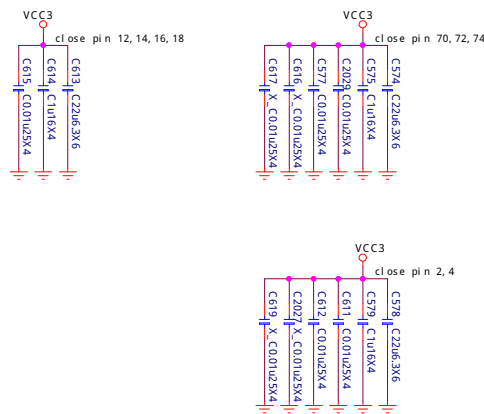 VCC3
close pin 12, 14, 16, 18
C615
C0.01u25X4
C614
C1u16X4
C613
C22u6.3X6
VCC3
close pin 70, 72, 74
C617
X_C0.01u25X4
C616
X_C0.01u25X4
C577
C0.01u25X4
C2029
C0.01u25X4
C575
C1u16X4
C574
C22u6.3X6
VCC3
close pin 2, 4
C619
X_C0.01u25X4
C2027
X_C0.01u25X4
C612
C0.01u25X4
C611
C0.01u25X4
C579
C1u16X4
C578
C22u6.3X6